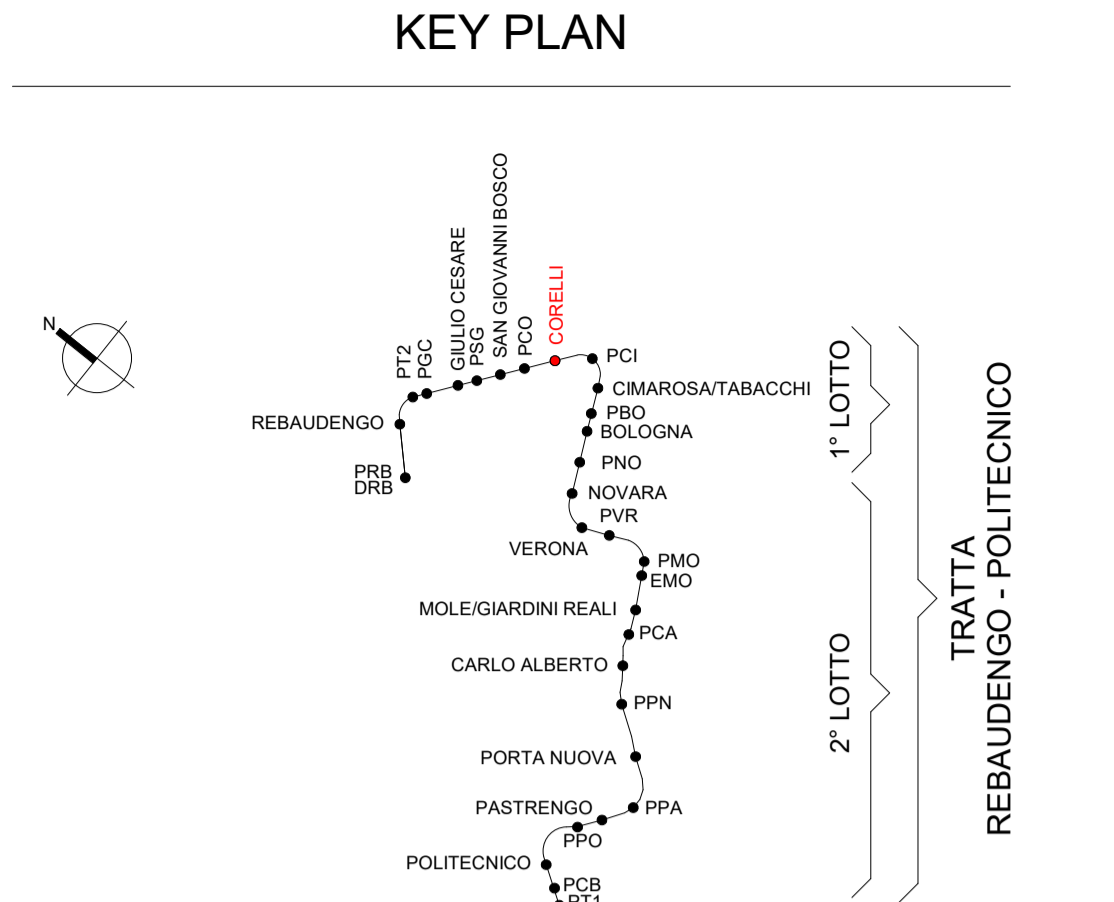 KEY PLAN
N
REBAUDENGO
PRB
DRB
PT2
PGC
GIULIO CESARE
PSG
SAN GIOVANNI BOSCO
PCO
CORELLI
PCI
CIMAROSA/TABACCHI
PBO
BOLOGNA
PNO
NOVARA
PVR
VERONA
PMO
EMO
MOLE/GIARDINI REALI
PCA
CARLO ALBERTO
PPN
PORTA NUOVA
PASTRENGO
PPA
PPO
POLITECNICO
PCB
PT1
1° LOTTO
2° LOTTO
TRATTA
REBAUDENGO - POLITECNICO